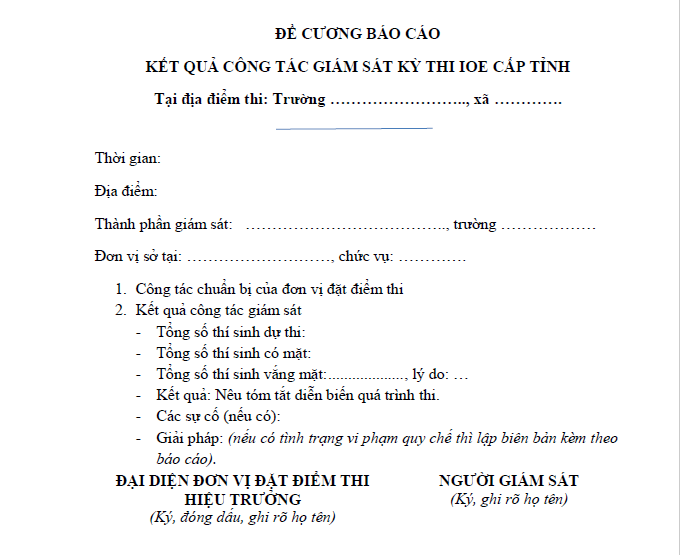 ĐỀ CƯƠNG BÁO CÁO
KẾT QUẢ CÔNG TÁC GIÁM SÁT KỲ THI IOE CẤP TỈNH
Tại địa điểm thi: Trường …………………….., xã ………….
Thời gian:
Địa điểm:
Thành phần giám sát: ………………………………., trường ………………
Đơn vị sở tại: ………………………, chức vụ: ………….
1. Công tác chuẩn bị của đơn vị đặt điểm thi
2. Kết quả công tác giám sát
- Tổng số thí sinh dự thi:
- Tổng số thí sinh có mặt:
- Tổng số thí sinh vắng mặt:..................., lý do: …
- Kết quả: Nêu tóm tắt diễn biến quá trình thi.
- Các sự cố (nếu có):
- Giải pháp: (nếu có tình trạng vi phạm quy chế thì lập biên bản kèm theo
báo cáo).
ĐẠI DIỆN ĐƠN VỊ ĐẶT ĐIỂM THI
HIỆU TRƯỞNG
(Ký, đóng dấu, ghi rõ họ tên)
NGƯỜI GIÁM SÁT
(Ký, ghi rõ họ tên)